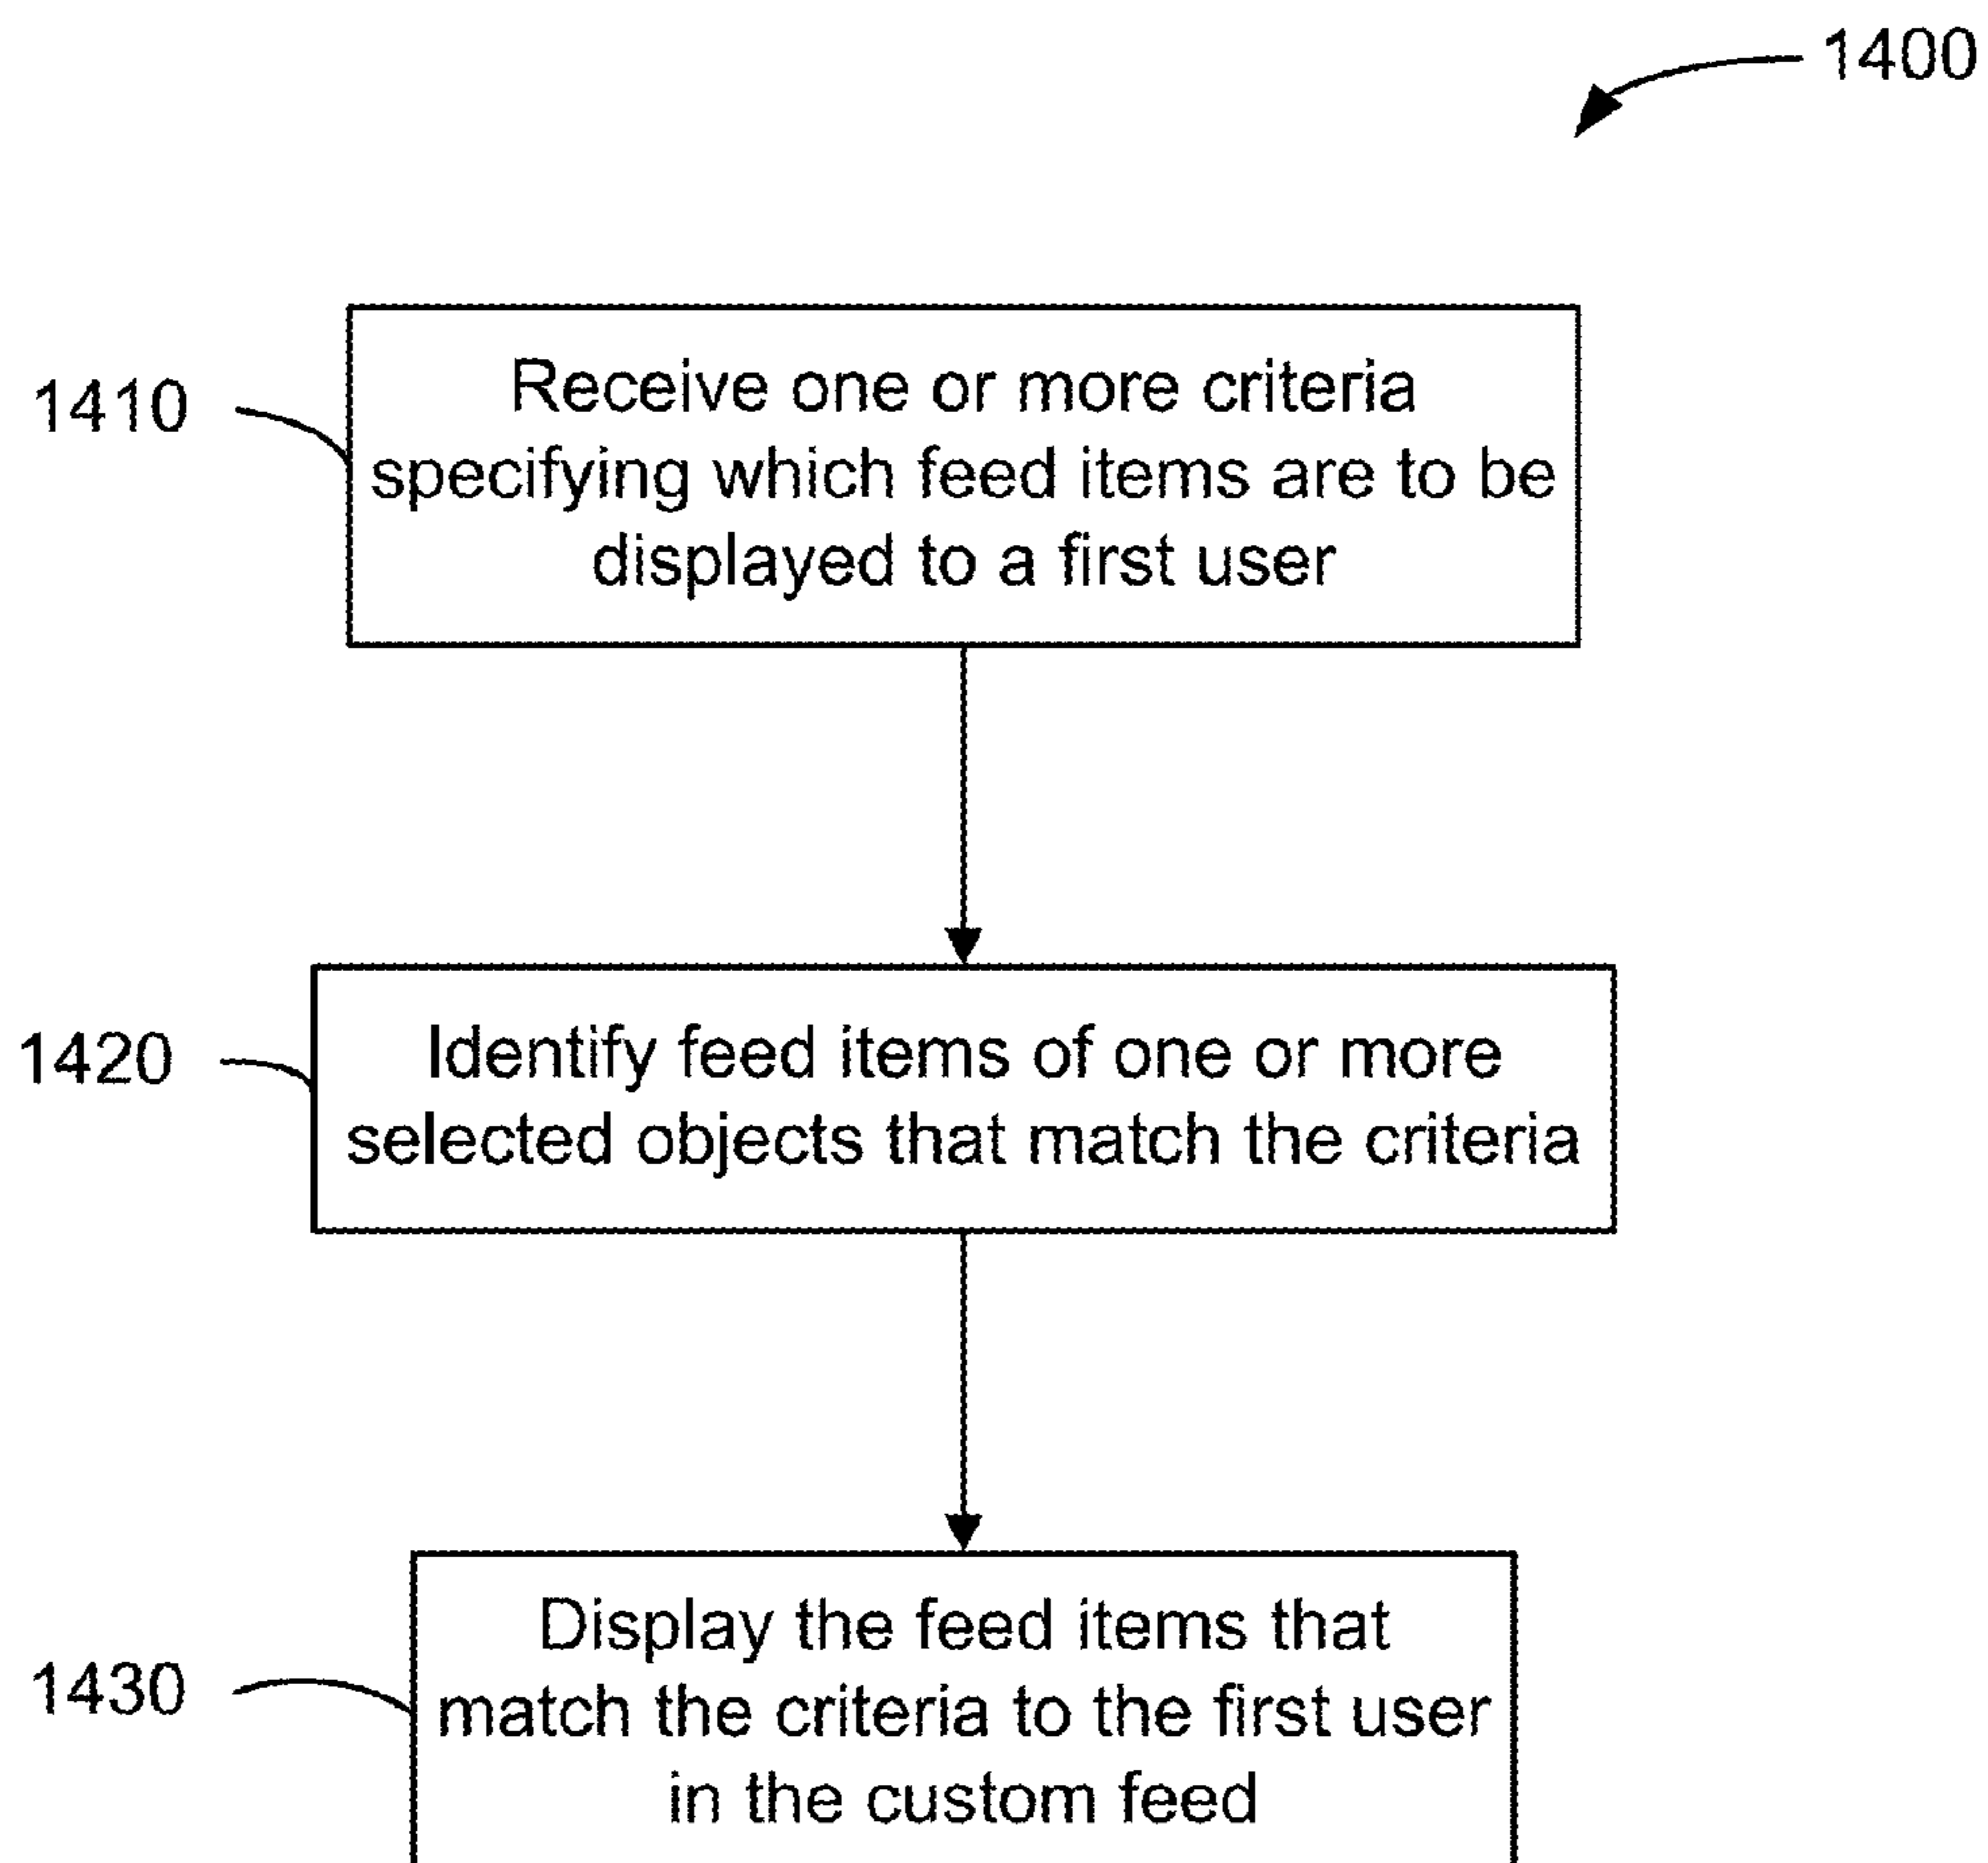 1400
1410
Receive one or more criteria
specifying which feed items are to be
displayed to a first user
1420
Identify feed items of one or more
selected objects that match the criteria
1430
Display the feed items that
match the criteria to the first user
in the custom feed